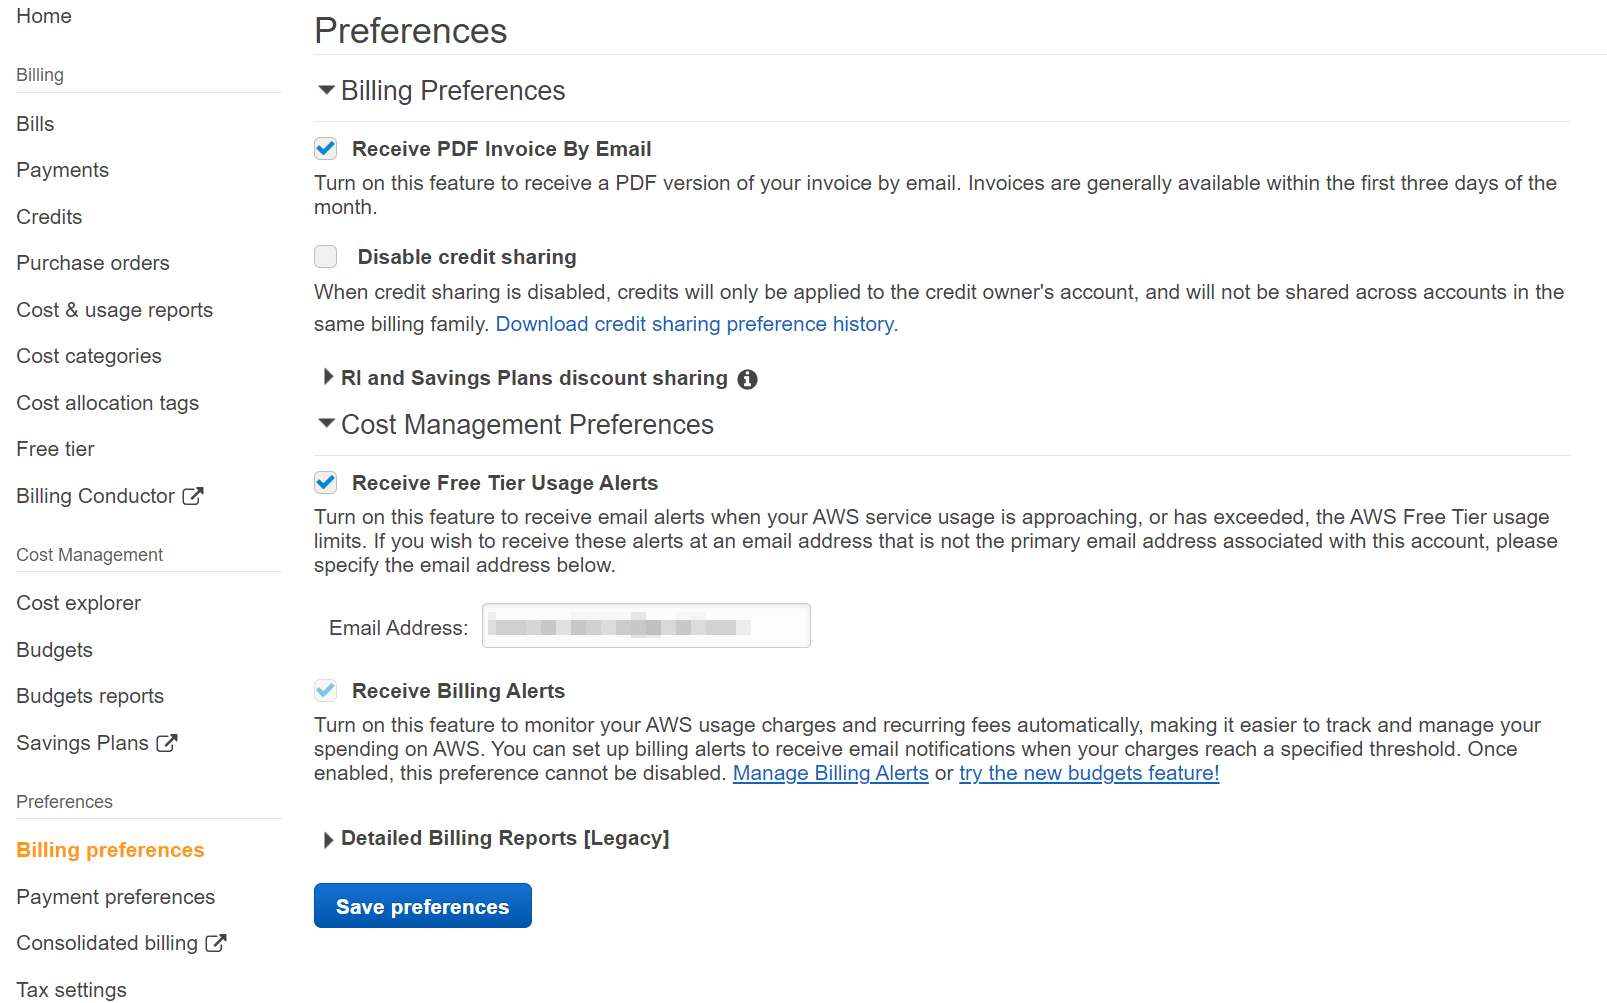 Home
Billing
Bills
Payments
Credits
Purchase orders
Cost & usage reports
Cost categories
Cost allocation tags
Free tier
Billing Conductor
Cost Management
Cost explorer
Budgets
Budgets reports
Savings Plans
Preferences
Billing preferences
Payment preferences
Consolidated billing
Tax settings
Preferences
Billing Preferences
Receive PDF Invoice By Email
Turn on this feature to receive a PDF version of your invoice by email. Invoices are generally available within the first three days of the
month.
Disable credit sharing
When credit sharing is disabled, credits will only be applied to the credit owner's account, and will not be shared across accounts in the
same billing family. Download credit sharing preference history.
RI and Savings Plans discount sharing
Cost Management Preferences
Receive Free Tier Usage Alerts
Turn on this feature to receive email alerts when your AWS service usage is approaching, or has exceeded, the AWS Free Tier usage
limits. If you wish to receive these alerts at an email address that is not the primary email address associated with this account, please
specify the email address below.
Email Address:
Receive Billing Alerts
Turn on this feature to monitor your AWS usage charges and recurring fees automatically, making it easier to track and manage your
spending on AWS. You can set up billing alerts to receive email notifications when your charges reach a specified threshold. Once
enabled, this preference cannot be disabled. Manage Billing Alerts or try the new budgets feature!
Detailed Billing Reports [Legacy]
Save preferences